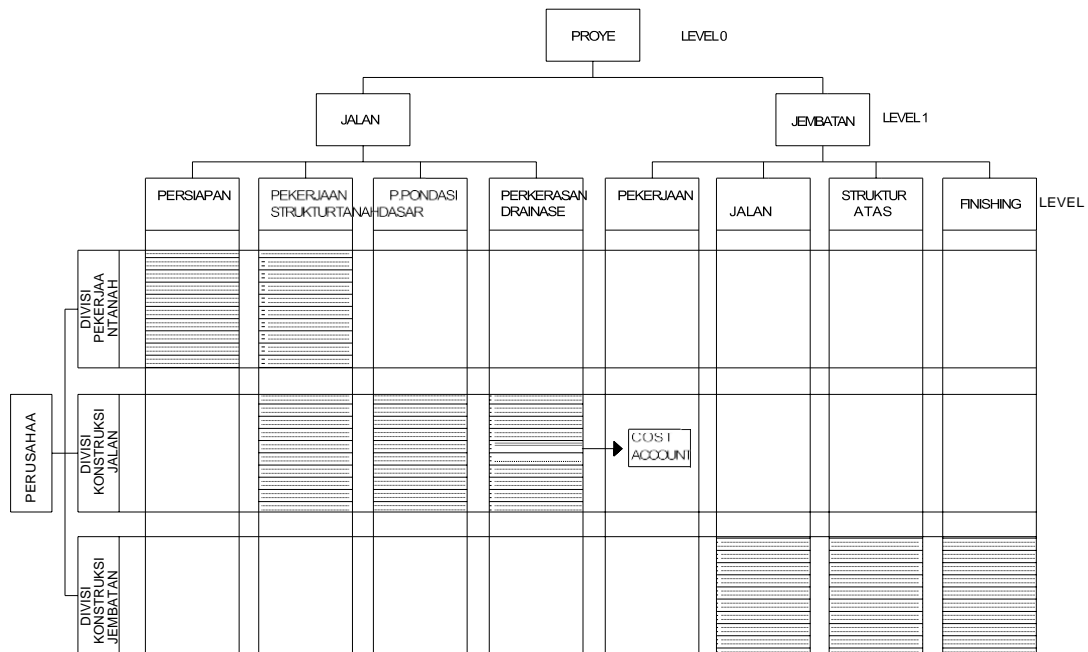 PROYE
LEVEL 0
JALAN
JEMBATAN
LEVEL 1
PERSIAPAN
PEKERJAAN
STRUKTURTANAHDASAR
P.PONDASI
PERKERASAN
DRAINASE
PEKERJAAN
JALAN
STRUKTUR
ATAS
FINISHING
LEVEL
DIVISI
PEKERJAA
NTANAH
PERUSAHAA
DIVISI
KONSTRUKSI
JALAN
COST
ACCOUNT
DIVISI
KONSTRUKSI
JEMBATAN